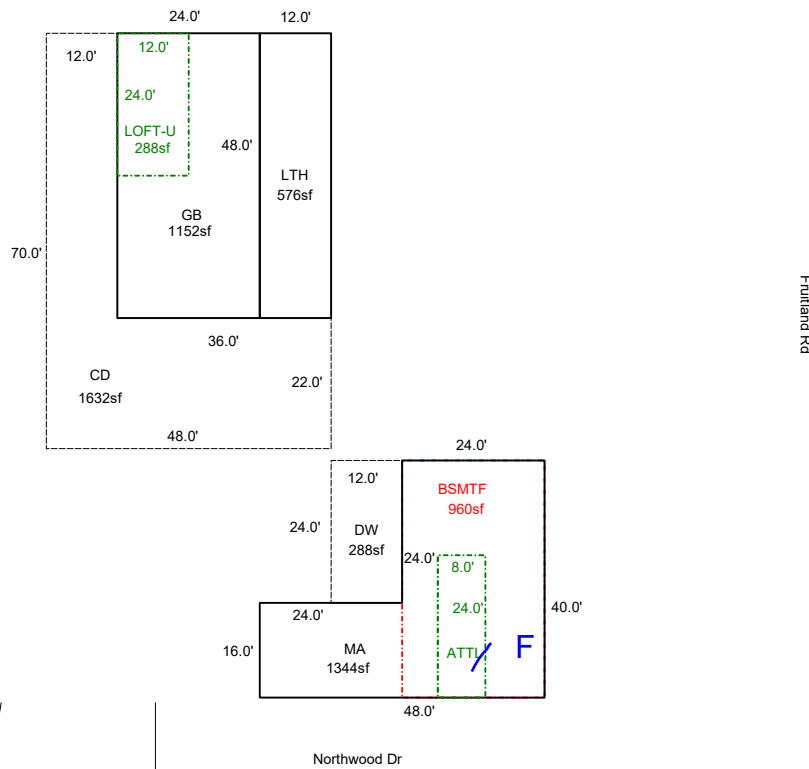 24.0'
12.0'
12.0'
12.0'
24.0'
LOFT-U
288sf
48.0'
LTH
576sf
GB
1152sf
70.0'
Fruitland Rd
36.0'
CD
1632sf
22.0'
48.0'
24.0'
12.0'
BSMTF
960sf
24.0'
DW
288sf
24.0'
8.0'
24.0'
24.0'
40.0'
16.0'
MA
1344sf
ATTL
F
48.0'
Northwood Dr